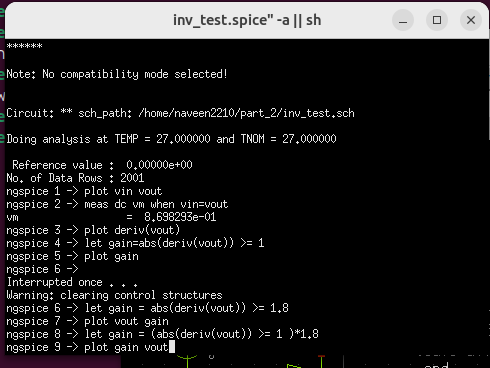 inv_test.spice" -a || sh
******
Note: No compatibility mode selected!
Circuit: ** sch_path: /home/naveen2210/part_2/inv_test.sch
Doing analysis at TEMP = 27.000000 and TNOM = 27.000000
Reference value :  0.00000e+00
No. of Data Rows : 2001
ngspice 1 -> plot vin vout
ngspice 2 -> meas dc vm when vin=vout
vm                  =  8.698293e-01
ngspice 3 -> plot deriv(vout)
ngspice 4 -> let gain=abs(deriv(vout)) >= 1
ngspice 5 -> plot gain
ngspice 6 ->
Interrupted once . . .
Warning: clearing control structures
ngspice 6 -> let gain = abs(deriv(vout)) >= 1.8
ngspice 7 -> plot vout gain
ngspice 8 -> let gain = (abs(deriv(vout)) >= 1 )*1.8
ngspice 9 -> plot gain vout
end